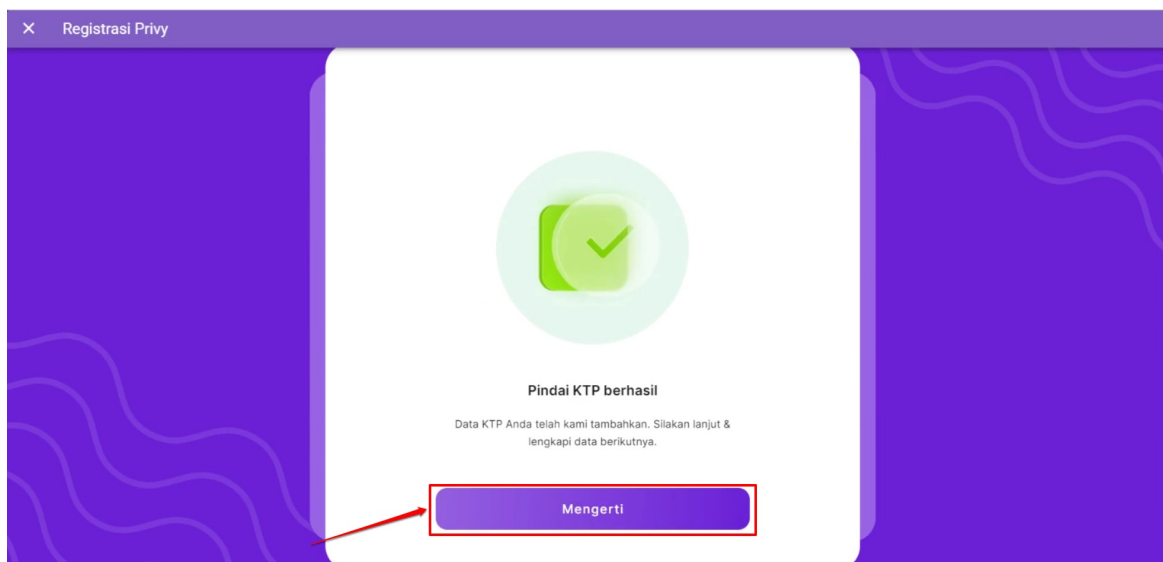 Registrasi Privy
Pindai KTP berhasil
Data KTP Anda telah kami tambahkan. Silakan lanjut &
lengkapi data berikutnya.
Mengerti